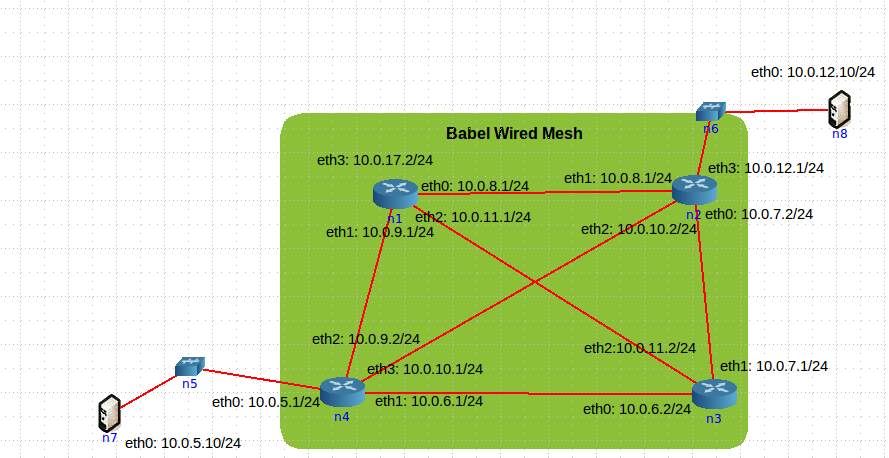 eth0: 10.0.12.10/24
n6
n8
Babel Wired Mesh
eth3: 10.0.17.2/24
eth3: 10.0.12.1/24
eth0: 10.0.8.1/24
eth1: 10.0.8.1/24
n1
eth2: 10.0.11.1/24
n2
eth0: 10.0.7.2/24
eth1: 10.0.9.1/24
eth2: 10.0.10.2/24
eth2: 10.0.9.2/24
eth2:10.0.11.2/24
eth3: 10.0.10.1/24
eth1: 10.0.7.1/24
n5
eth0: 10.0.5.1/24
eth1: 10.0.6.1/24
eth0: 10.0.6.2/24
n4
n3
n7
eth0: 10.0.5.10/24